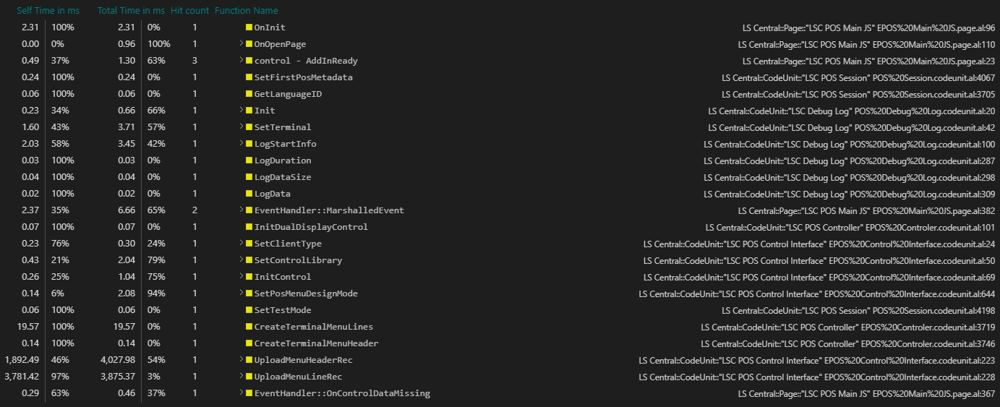 Self Time in ms Total Time in ms Hit count Function Name
2.31 100% 2.31 0% 1 OnInit LS Central::Page::"LSC POS Main JS" EPOS%20Main%20JS.page.al:96
0.00 0% 0.96 100% 1 OnOpenPage LS Central::Page::"LSC POS Main JS" EPOS%20Main%20JS.page.al:110
0.49 37% 1.30 63% 3 control - AddInReady LS Central::Page::"LSC POS Main JS" EPOS%20Main%20JS.page.al:23
0.24 100% 0.24 0% 1 SetFirstPosMetadata LS Central::CodeUnit::"LSC POS Session" POS%20Session.codeunit.al:4067
0.06 100% 0.06 0% 1 GetLanguageID LS Central::CodeUnit::"LSC POS Session" POS%20Session.codeunit.al:3705
0.23 34% 0.66 66% 1 Init LS Central::CodeUnit::"LSC Debug Log" POS%20Debug%20Log.codeunit.al:20
1.60 43% 3.71 57% 1 SetTerminal LS Central::CodeUnit::"LSC Debug Log" POS%20Debug%20Log.codeunit.al:42
2.03 58% 3.45 42% 1 LogStartInfo LS Central::CodeUnit::"LSC Debug Log" POS%20Debug%20Log.codeunit.al:100
0.03 100% 0.03 0% 1 LogDuration LS Central::CodeUnit::"LSC Debug Log" POS%20Debug%20Log.codeunit.al:287
0.04 100% 0.04 0% 1 LogDataSize LS Central::CodeUnit::"LSC Debug Log" POS%20Debug%20Log.codeunit.al:298
0.02 100% 0.02 0% 1 LogData LS Central::CodeUnit::"LSC Debug Log" POS%20Debug%20Log.codeunit.al:309
2.37 35% 6.66 65% 2 EventHandler::MarshalledEvent LS Central::Page::"LSC POS Main JS" EPOS%20Main%20JS.page.al:382
0.07 100% 0.07 0% 1 InitDualDisplayControl LS Central::CodeUnit::"LSC POS Controller" EPOS%20Controler.codeunit.al:101
0.23 76% 0.30 24% 1 SetClientType LS Central::CodeUnit::"LSC POS Control Interface" EPOS%20Control%20Interface.codeunit.al:24
0.43 21% 2.04 79% 1 SetControlLibrary LS Central::CodeUnit::"LSC POS Control Interface" EPOS%20Control%20Interface.codeunit.al:50
0.26 25% 1.04 75% 1 InitControl LS Central::CodeUnit::"LSC POS Control Interface" EPOS%20Control%20Interface.codeunit.al:69
0.14 6% 2.08 94% 1 SetPosMenuDesignMode LS Central::CodeUnit::"LSC POS Control Interface" EPOS%20Control%20Interface.codeunit.al:644
0.06 100% 0.06 0% 1 SetTestMode LS Central::CodeUnit::"LSC POS Session" POS%20Session.codeunit.al:4198
19.57 100% 19.57 0% 1 CreateTerminalMenuLines LS Central::CodeUnit::"LSC POS Controller" EPOS%20Controler.codeunit.al:3719
0.14 100% 0.14 0% 1 CreateTerminalMenuHeader LS Central::CodeUnit::"LSC POS Controller" EPOS%20Controler.codeunit.al:3746
1,892.49 46% 4,027.98 54% 1 UploadMenuHeaderRec LS Central::CodeUnit::"LSC POS Control Interface" EPOS%20Control%20Interface.codeunit.al:223
3,781.42 97% 3,875.37 3% 1 UploadMenuLineRec LS Central::CodeUnit::"LSC POS Control Interface" EPOS%20Control%20Interface.codeunit.al:228
0.29 63% 0.46 37% 1 EventHandler::OnControlDataMissing LS Central::Page::"LSC POS Main JS" EPOS%20Main%20JS.page.al:367